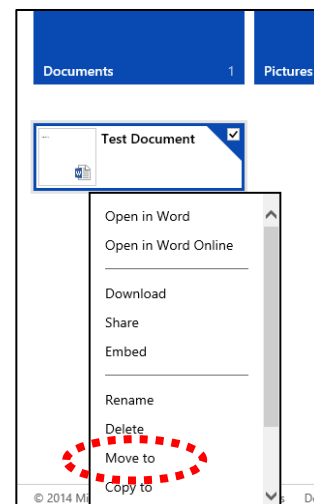 Documents 1 Pictures
Test Document
Open in Word
Open in Word Online
Download
Share
Embed
Rename
Delete
Move to
Copy to
© 2014 Mi